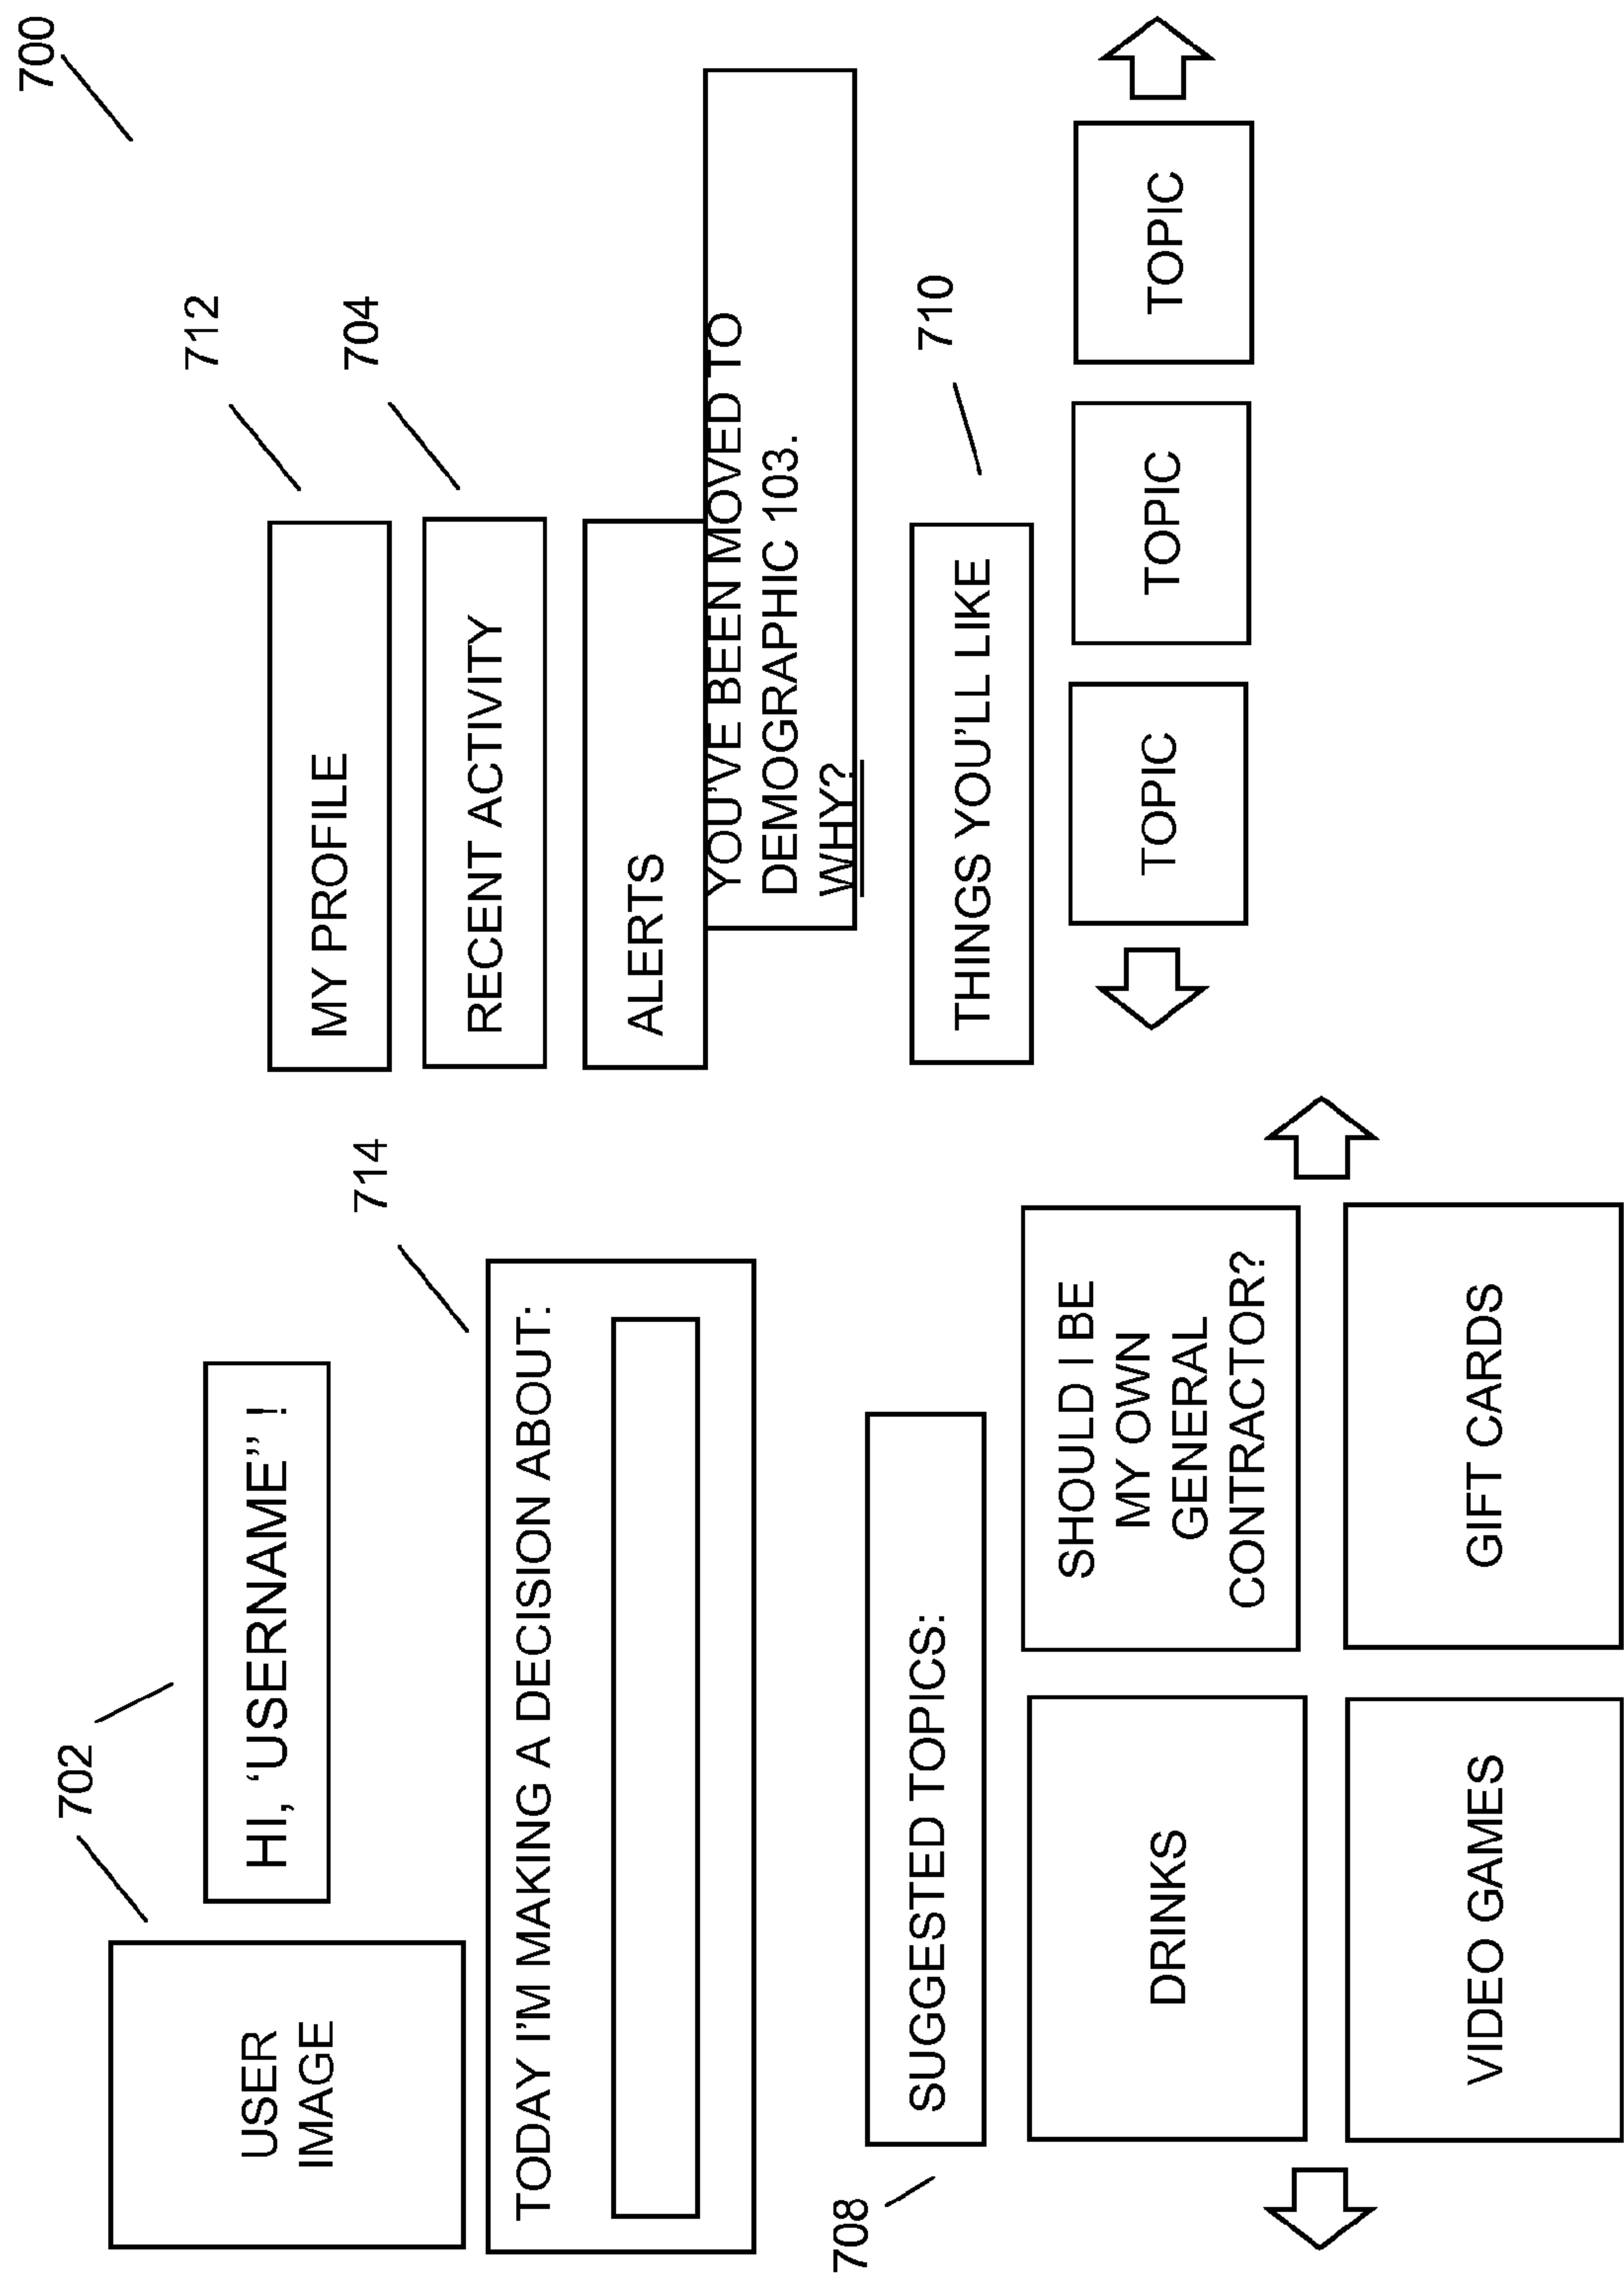 700
702
USER
IMAGE
HI, ‘USERNAME” !
714
TODAY I’M MAKING A DECISION ABOUT:
708
SUGGESTED TOPICS:
DRINKS
SHOULD I BE
MY OWN
GENERAL
CONTRACTOR?
VIDEO GAMES
GIFT CARDS
712
MY PROFILE
704
RECENT ACTIVITY
ALERTS
YOU’VE BEEN MOVED TO
DEMOGRAPHIC 103.
WHY?
710
THINGS YOU’LL LIKE
TOPIC
TOPIC
TOPIC